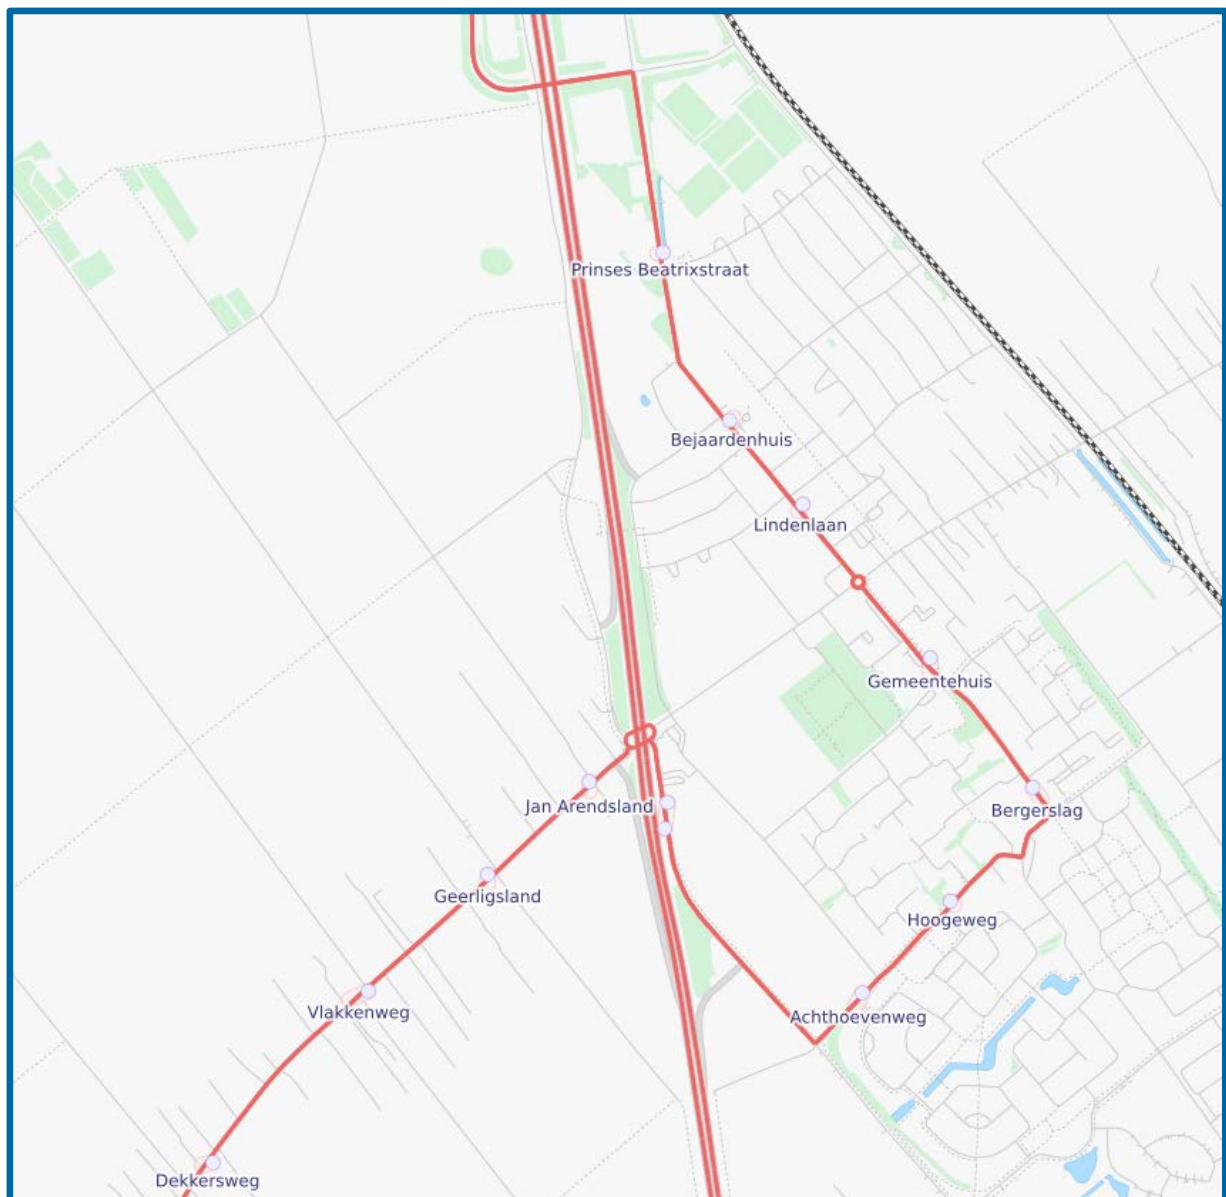 Prinses Beatrixstraat
Bejaardenhuis
Lindenlaan
Gemeentehuis
Bergerslag
Jan Arendsland
Geerligsland
Hoogeweg
Vlakkenweg
Achthoevenweg
Dekkersweg